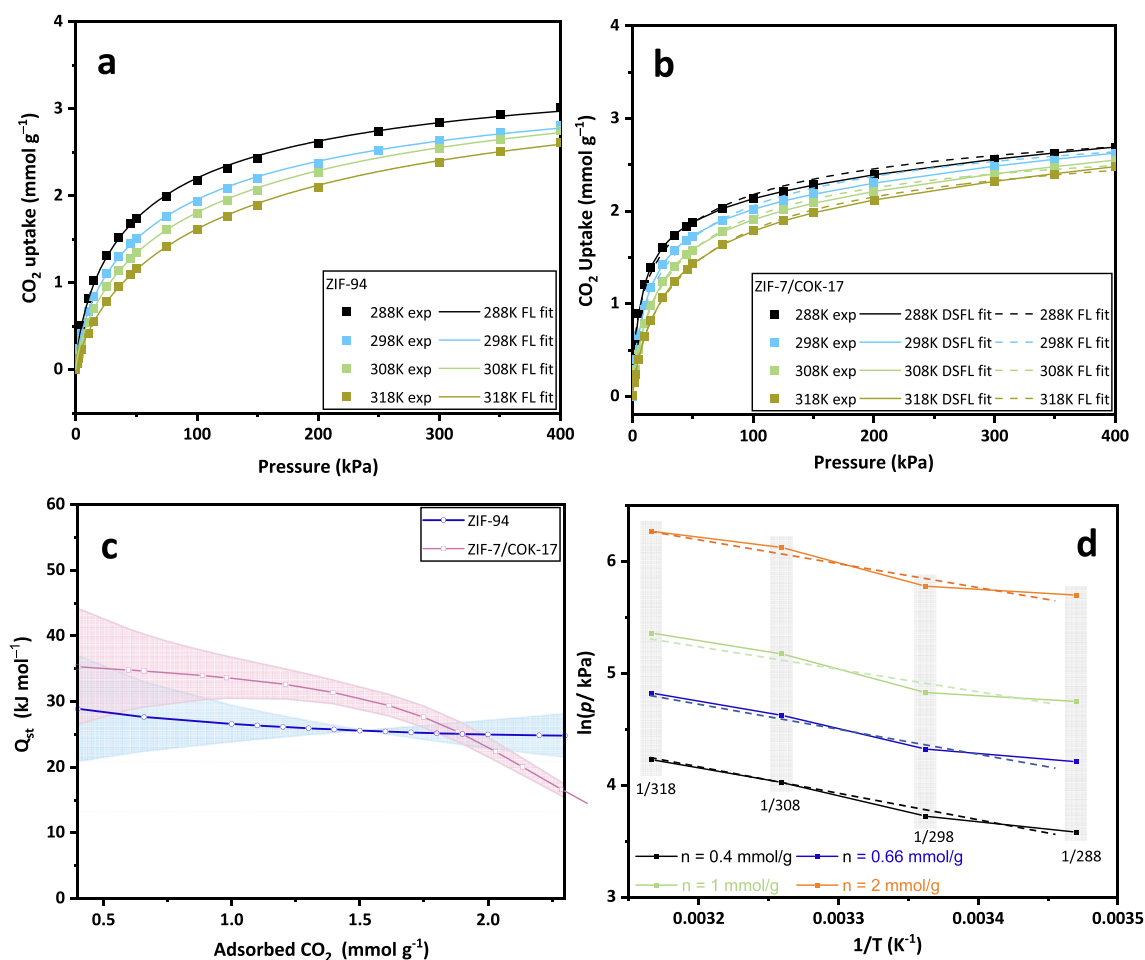 a
CO2 uptake (mmol g⁻¹)
4
3
2
1
0
0 100 200 300 400
Pressure (kPa)
ZIF-94
288K exp 288K FL fit
298K exp 298K FL fit
308K exp 308K FL fit
318K exp 318K FL fit
b
CO2 Uptake (mmol g⁻¹)
4
3
2
1
0
0 100 200 300 400
Pressure (kPa)
ZIF-7/COK-17
288K exp 288K DSFL fit 288K FL fit
298K exp 298K DSFL fit 298K FL fit
308K exp 308K DSFL fit 308K FL fit
318K exp 318K DSFL fit 318K FL fit
c
Qst (kJ mol⁻¹)
60
50
40
30
20
10
0
0.5 1.0 1.5 2.0
Adsorbed CO2 (mmol g⁻¹)
ZIF-94
ZIF-7/COK-17
d
ln(p/ kPa)
6
5
4
3
1/318
1/308
1/298
1/288
n = 0.4 mmol/g n = 0.66 mmol/g
n = 1 mmol/g n = 2 mmol/g
0.0032 0.0033 0.0034 0.0035
1/T (K⁻¹)